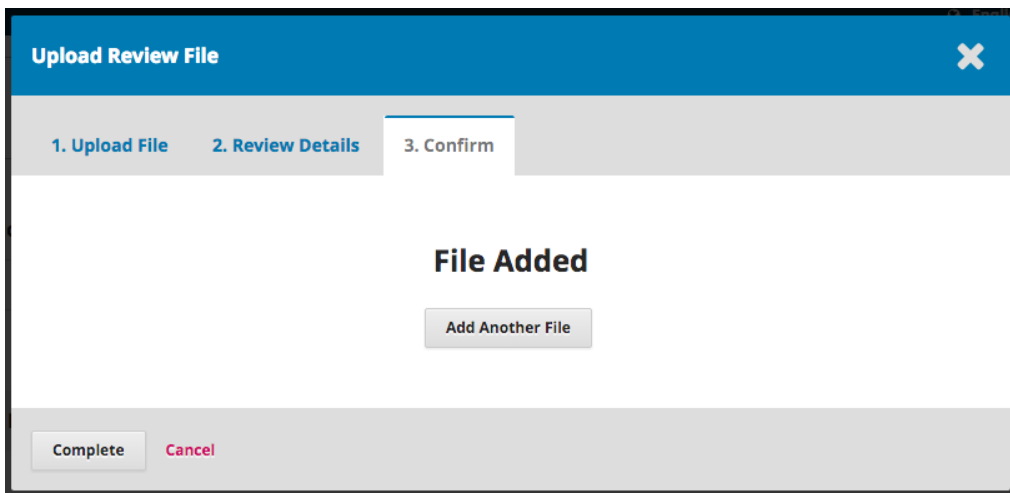 Upload Review File
1. Upload File 2. Review Details 3. Confirm
File Added
Add Another File
Complete Cancel